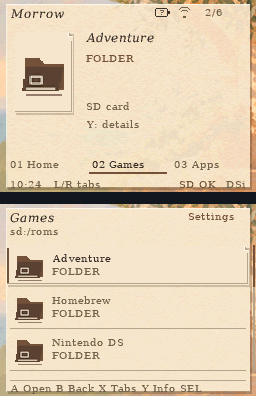 Morrow 2/6
Adventure
FOLDER
SD card
Y: details
01 Home 02 Games 03 Apps
10:24 L/R tabs SD OK DSi
Games Settings
sd:/roms
Adventure
FOLDER
Homebrew
FOLDER
Nintendo DS
FOLDER
A Open B Back X Tabs Y Info SEL